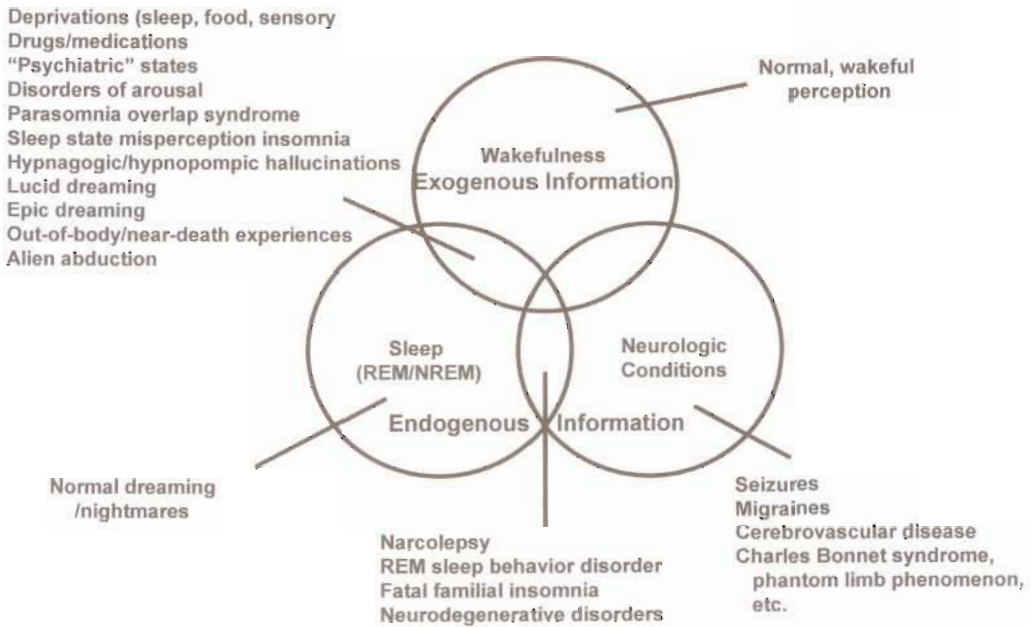 Deprivations (sleep, food, sensory
Drugs/medications
“Psychiatric” states
Disorders of arousal
Parasomnia overlap syndrome
Sleep state misperception insomnia
Hypnagogic/hypnopompic hallucinations
Lucid dreaming
Epic dreaming
Out-of-body/near-death experiences
Alien abduction
Normal, wakeful
perception
Wakefulness
Exogenous Information
Sleep
(REM/NREM)
Neurologic
Conditions
Endogenous Information
Normal dreaming
/nightmares
Narcolepsy
REM sleep behavior disorder
Fatal familial insomnia
Neurodegenerative disorders
Seizures
Migraines
Cerebrovascular disease
Charles Bonnet syndrome,
phantom limb phenomenon,
etc.